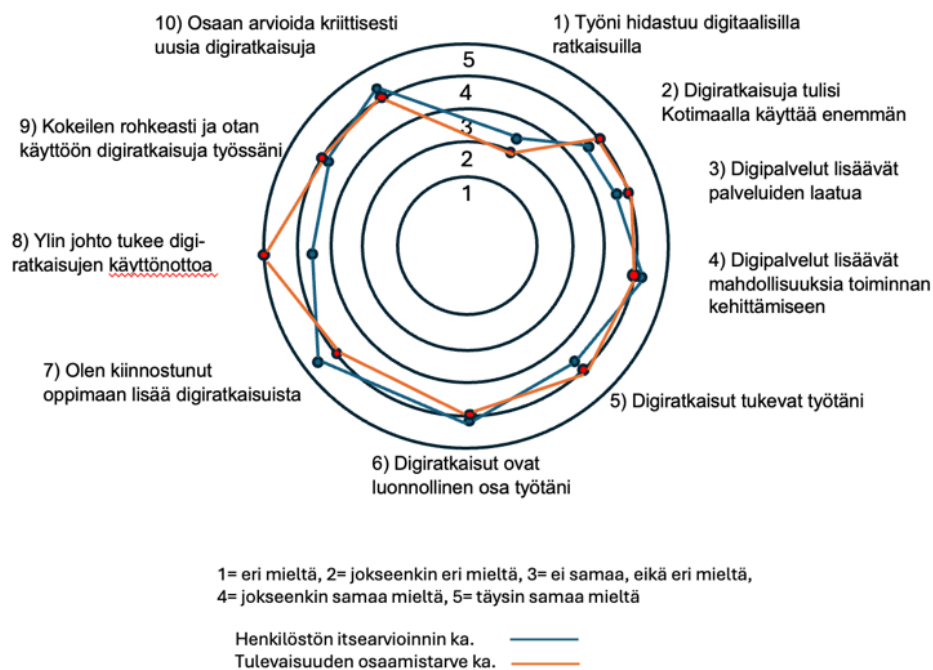 10) Osaan arvioida kriittisesti
uusia digiratkaisuja
1) Työni hidastuu digitaalisilla
ratkaisuilla
5
4
3
2
1
2) Digiratkaisuja tulisi
Kotimaalla käyttää enemmän
9) Kokeilen rohkeasti ja otan
käyttöön digiratkaisuja työssäni
3) Digipalvelut lisäävät
palveluiden laatua
8) Ylin johto tukee digi-
ratkaisujen käyttönottoa
4) Digipalvelut lisäävät
mahdollisuuksia toiminnan
kehittämiseen
7) Olen kiinnostunut
oppimaan lisää digiratkaisuista
5) Digiratkaisut tukevat työtäni
6) Digiratkaisut ovat
luonnollinen osa työtäni
1= eri mieltä, 2= jokseenkin eri mieltä, 3= ei samaa, eikä eri mieltä,
4= jokseenkin samaa mieltä, 5= täysin samaa mieltä
Henkilöstön itsearvioinnin ka.
Tulevaisuuden osaamistarve ka.